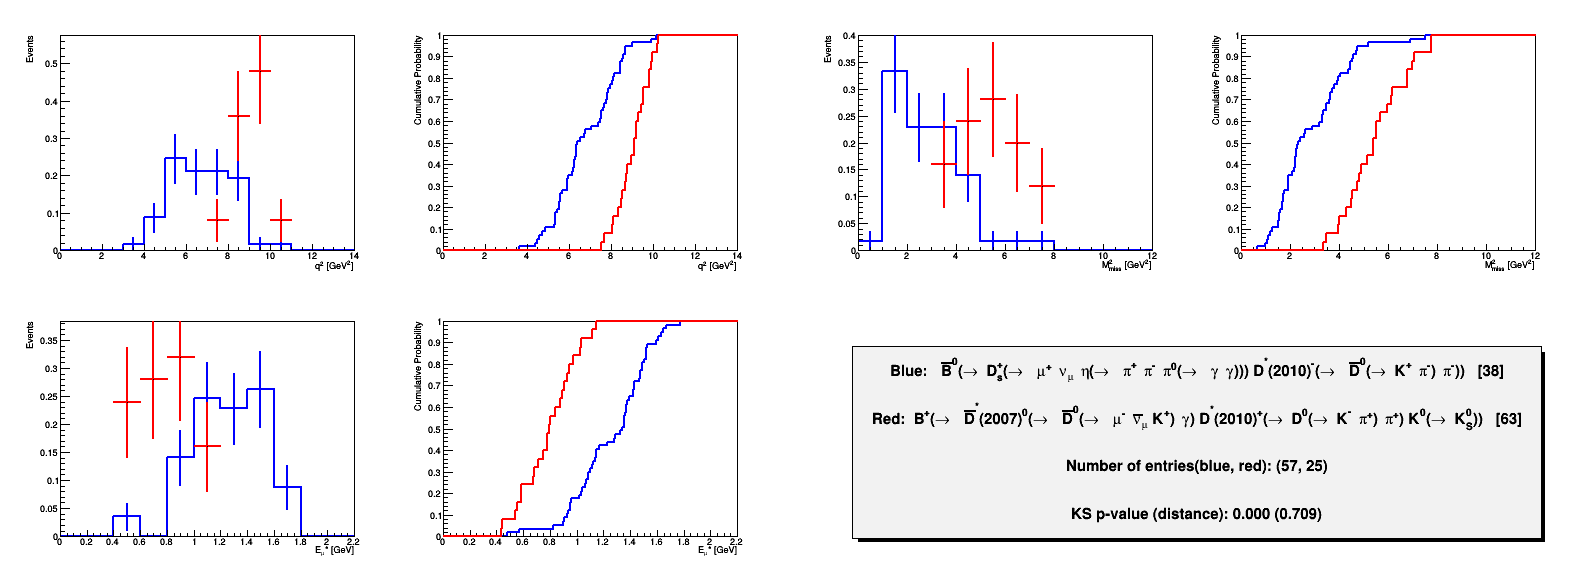 Events
0.5
0.4
0.3
0.2
0.1
0
0 2 4 6 8 10 12 14
q² [GeV²]
Cumulative Probability
1
0.9
0.8
0.7
0.6
0.5
0.4
0.3
0.2
0.1
0
0 2 4 6 8 10 12 14
q² [GeV²]
Events
0.4
0.35
0.3
0.25
0.2
0.15
0.1
0.05
0
0 2 4 6 8 10 12
M²miss [GeV²]
Cumulative Probability
1
0.9
0.8
0.7
0.6
0.5
0.4
0.3
0.2
0.1
0
0 2 4 6 8 10 12
M²miss [GeV²]
Events
0.35
0.3
0.25
0.2
0.15
0.1
0.05
0
0 0.2 0.4 0.6 0.8 1 1.2 1.4 1.6 1.8 2 2.2
Eμ* [GeV]
Cumulative Probability
1
0.9
0.8
0.7
0.6
0.5
0.4
0.3
0.2
0.1
0
0 0.2 0.4 0.6 0.8 1 1.2 1.4 1.6 1.8 2 2.2
Eμ* [GeV]
Blue: B̅⁰(→ Dₛ⁺(→ μ⁺ νμ η(→ π⁺ π⁻ π⁰(→ γ γ))) D*(2010)⁻(→ D̅⁰(→ K⁺ π⁻) π⁻)) [38]
Red: B⁺(→ D̅*(2007)⁰(→ D̅⁰(→ μ⁻ ν̅μ K⁺) γ) D*(2010)⁺(→ D⁰(→ K⁻ π⁺) π⁺) K⁰(→ K⁰S)) [63]
Number of entries(blue, red): (57, 25)
KS p-value (distance): 0.000 (0.709)